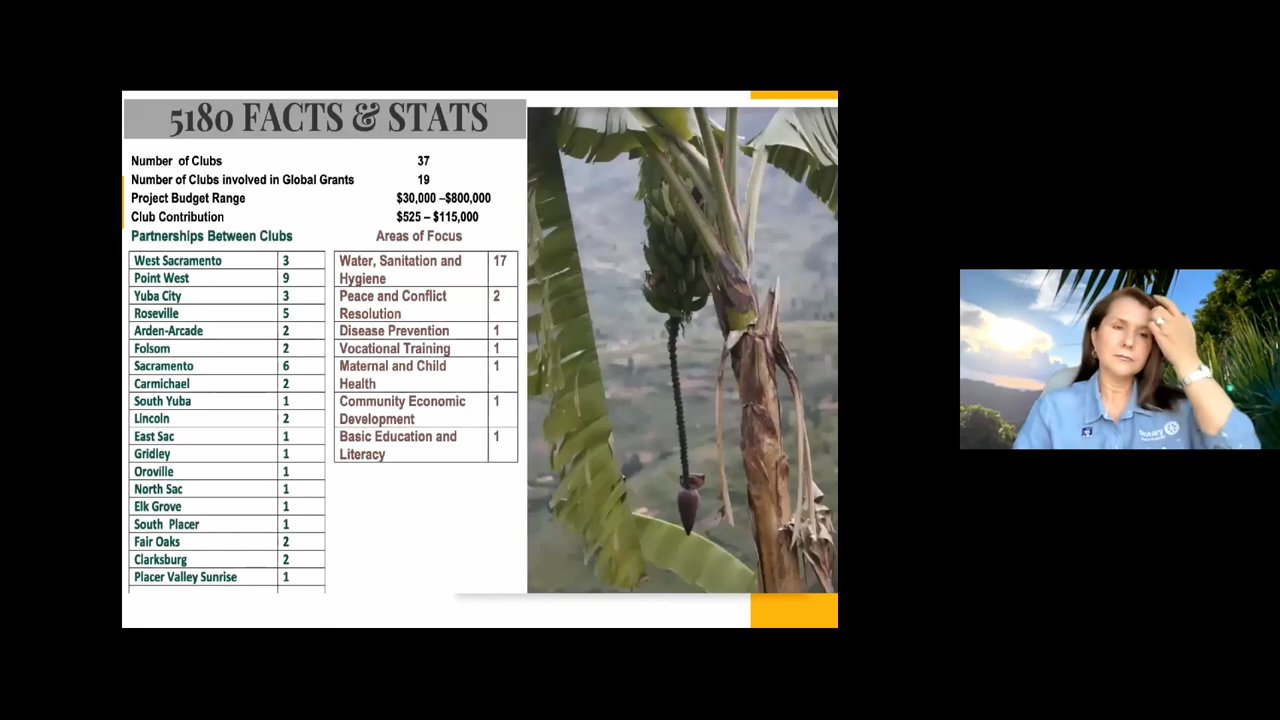 5180 FACTS & STATS
Number of Clubs 37
Number of Clubs involved in Global Grants 19
Project Budget Range $30,000 –$800,000
Club Contribution $525 – $115,000
Partnerships Between Clubs
West Sacramento 3
Point West 9
Yuba City 3
Roseville 5
Arden-Arcade 2
Folsom 2
Sacramento 6
Carmichael 2
South Yuba 1
Lincoln 2
East Sac 1
Gridley 1
Oroville 1
North Sac 1
Elk Grove 1
South Placer 1
Fair Oaks 2
Clarksburg 2
Placer Valley Sunrise 1
Areas of Focus
Water, Sanitation and 17
Hygiene
Peace and Conflict 2
Resolution
Disease Prevention 1
Vocational Training 1
Maternal and Child 1
Health
Community Economic 1
Development
Basic Education and 1
Literacy
Rotary